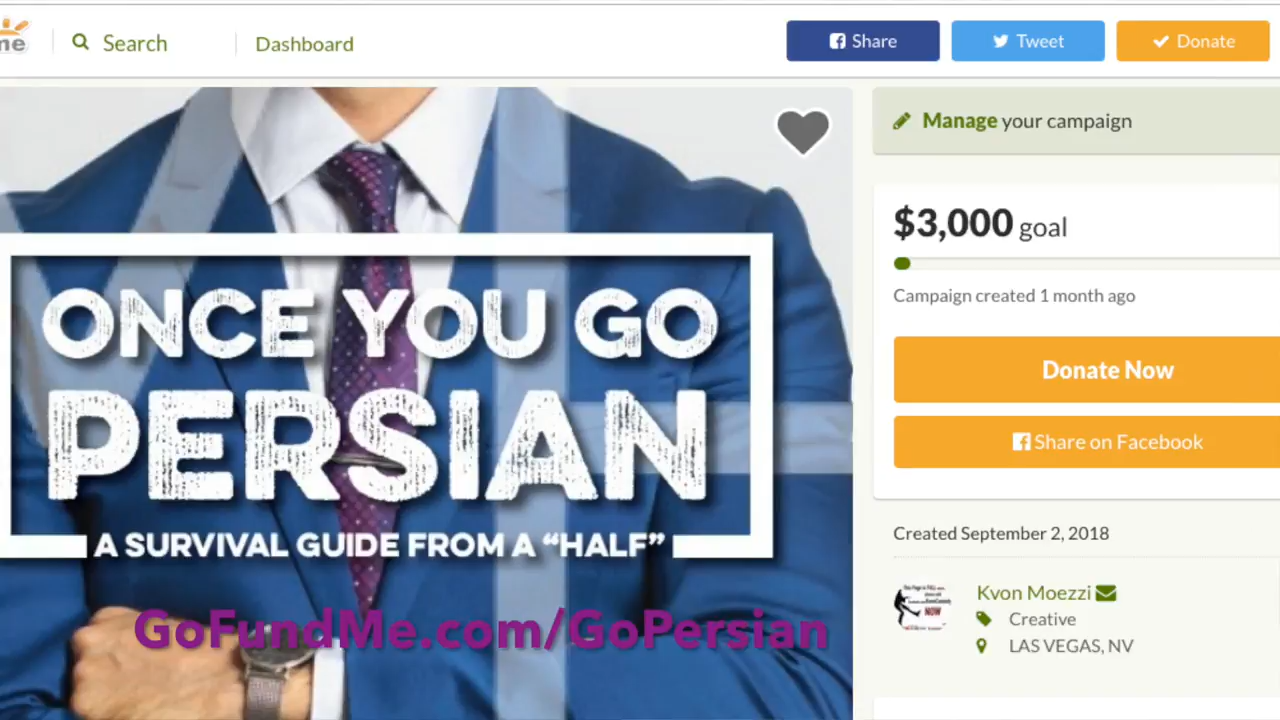 me
Search
Dashboard
Share
Tweet
Donate
ONCE YOU GO
PERSIAN
A SURVIVAL GUIDE FROM A “HALF”
GoFundMe.com/GoPersian
Manage your campaign
$3,000 goal
Campaign created 1 month ago
Donate Now
Share on Facebook
Created September 2, 2018
Kvon Moezzi
Creative
LAS VEGAS, NV
NOW